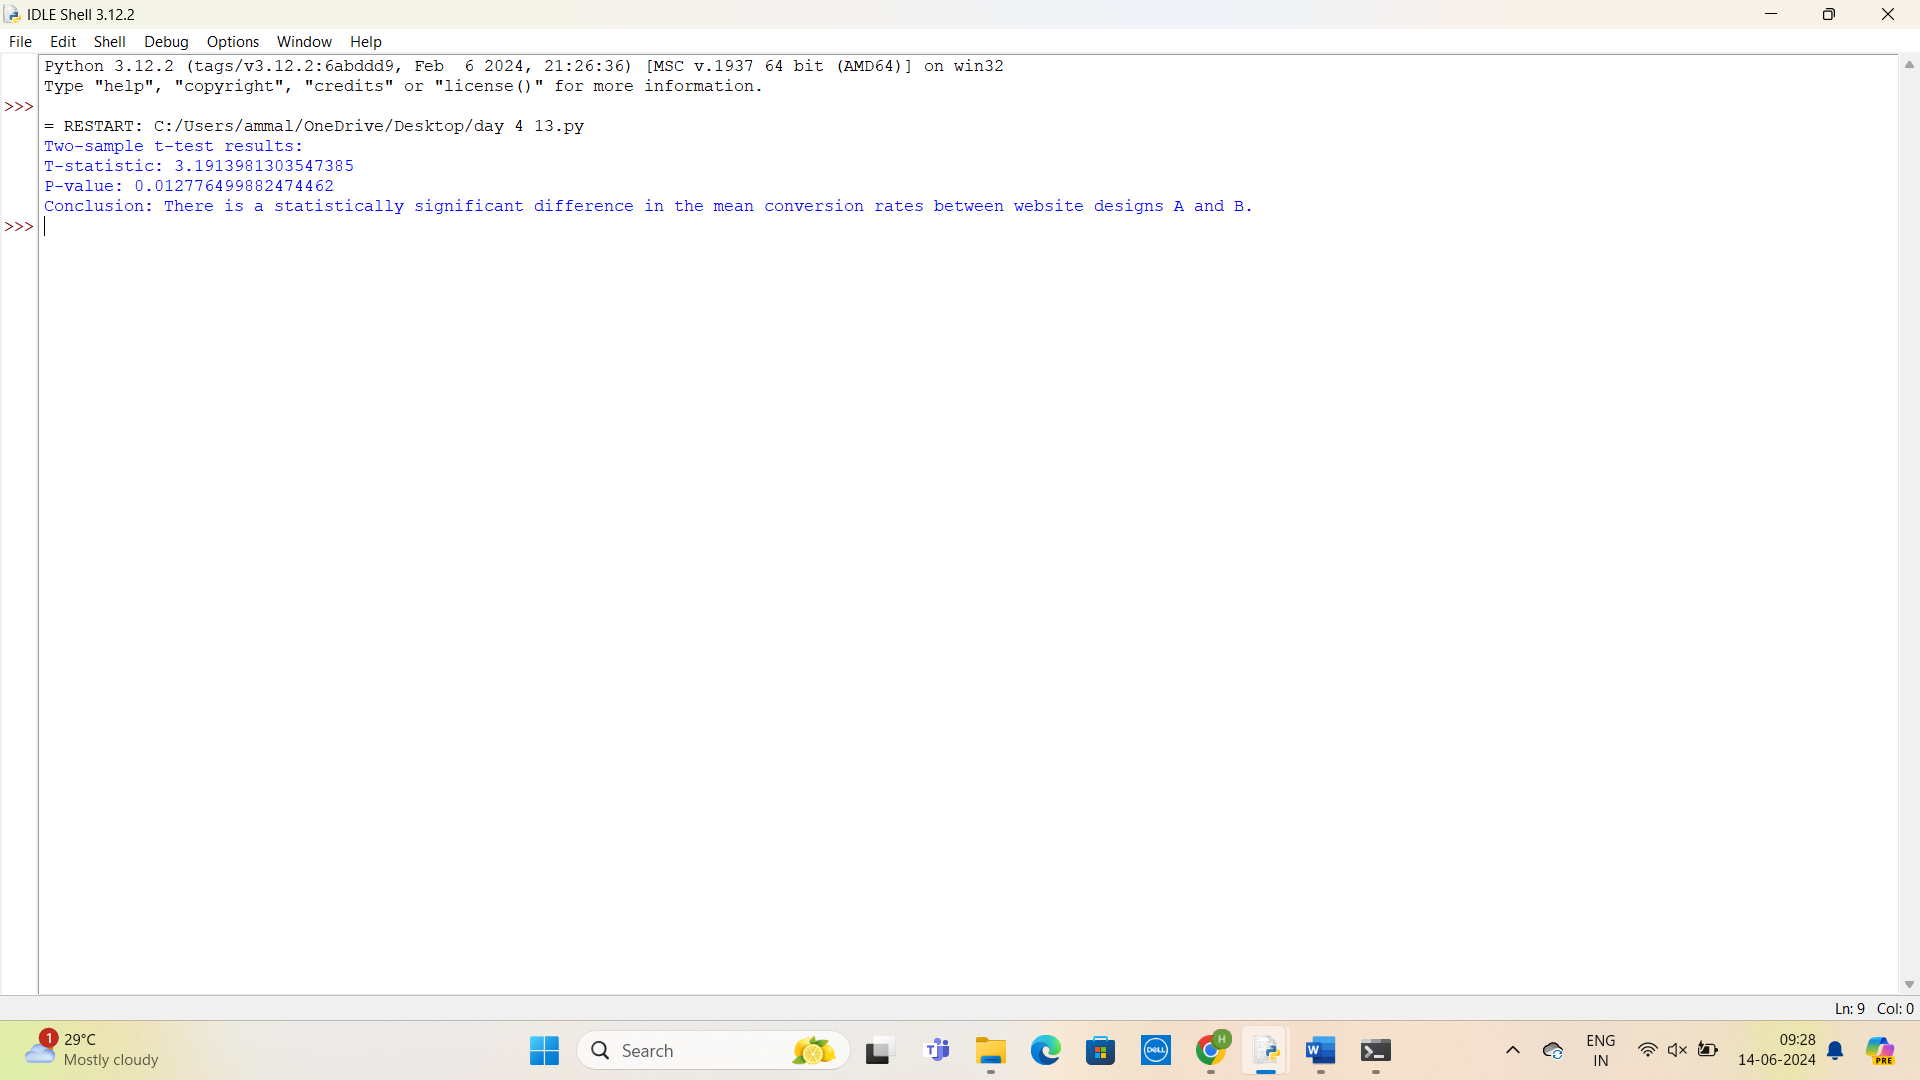 IDLE Shell 3.12.2
File Edit Shell Debug Options Window Help
Python 3.12.2 (tags/v3.12.2:6abddd9, Feb  6 2024, 21:26:36) [MSC v.1937 64 bit (AMD64)] on win32
Type "help", "copyright", "credits" or "license()" for more information.
>>>
= RESTART: C:/Users/ammal/OneDrive/Desktop/day 4 13.py
Two-sample t-test results:
T-statistic: 3.1913981303547385
P-value: 0.012776499882474462
Conclusion: There is a statistically significant difference in the mean conversion rates between website designs A and B.
>>>
Ln: 9 Col: 0
1
29°C
Mostly cloudy
Search
DELL
H
W
ENG
IN
09:28
14-06-2024
PRE